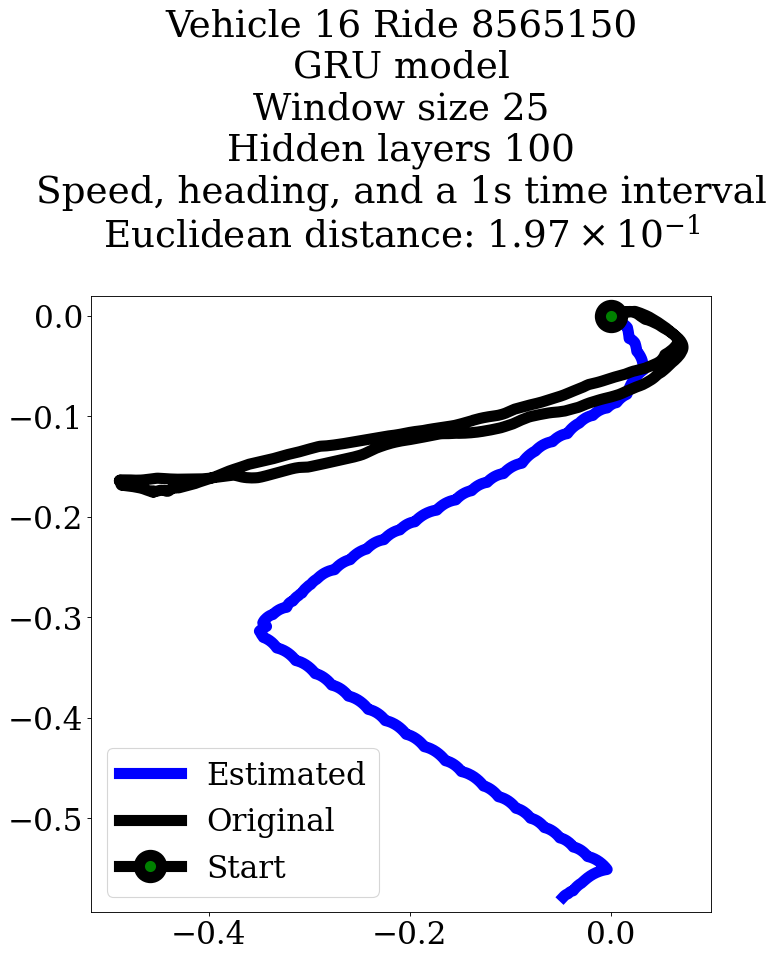 Vehicle 16 Ride 8565150
GRU model
Window size 25
Hidden layers 100
Speed, heading, and a 1s time interval
Euclidean distance: 1.97 × 10⁻¹
0.0
−0.1
−0.2
−0.3
−0.4
−0.5
Estimated
Original
Start
−0.4 −0.2 0.0